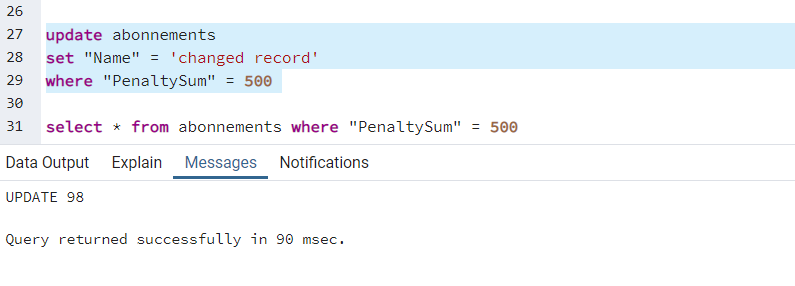 26
27 update abonnements
28 set "Name" = 'changed record'
29 where "PenaltySum" = 500
30
31 select * from abonnements where "PenaltySum" = 500
Data Output Explain Messages Notifications
UPDATE 98
Query returned successfully in 90 msec.